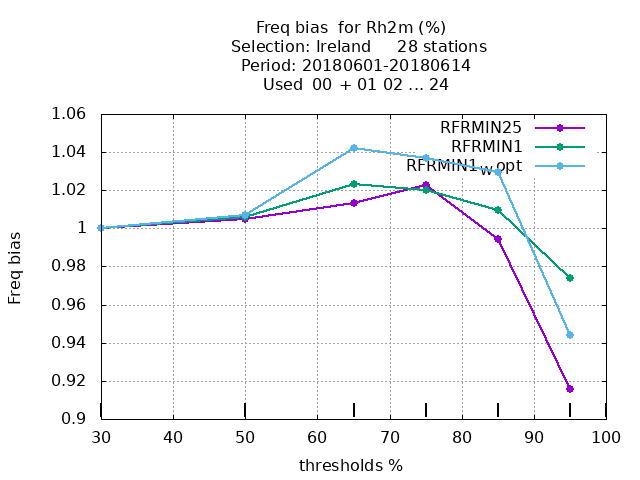 Freq bias  for Rh2m (%)
Selection: Ireland     28 stations
Period: 20180601-20180614
Used  00 + 01 02 ... 24
1.06
1.04
1.02
1
0.98
0.96
0.94
0.92
0.9
Freq bias
RFRMIN25
RFRMIN1
RFRMIN1wopt
30 40 50 60 70 80 90 100
thresholds %